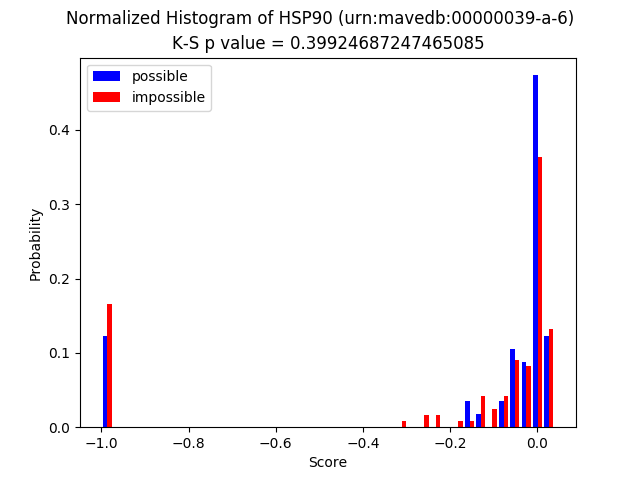 Normalized Histogram of HSP90 (urn:mavedb:00000039-a-6)
K-S p value = 0.39924687247465085
possible
impossible
Probability
0.4
0.3
0.2
0.1
0.0
−1.0 −0.8 −0.6 −0.4 −0.2 0.0
Score